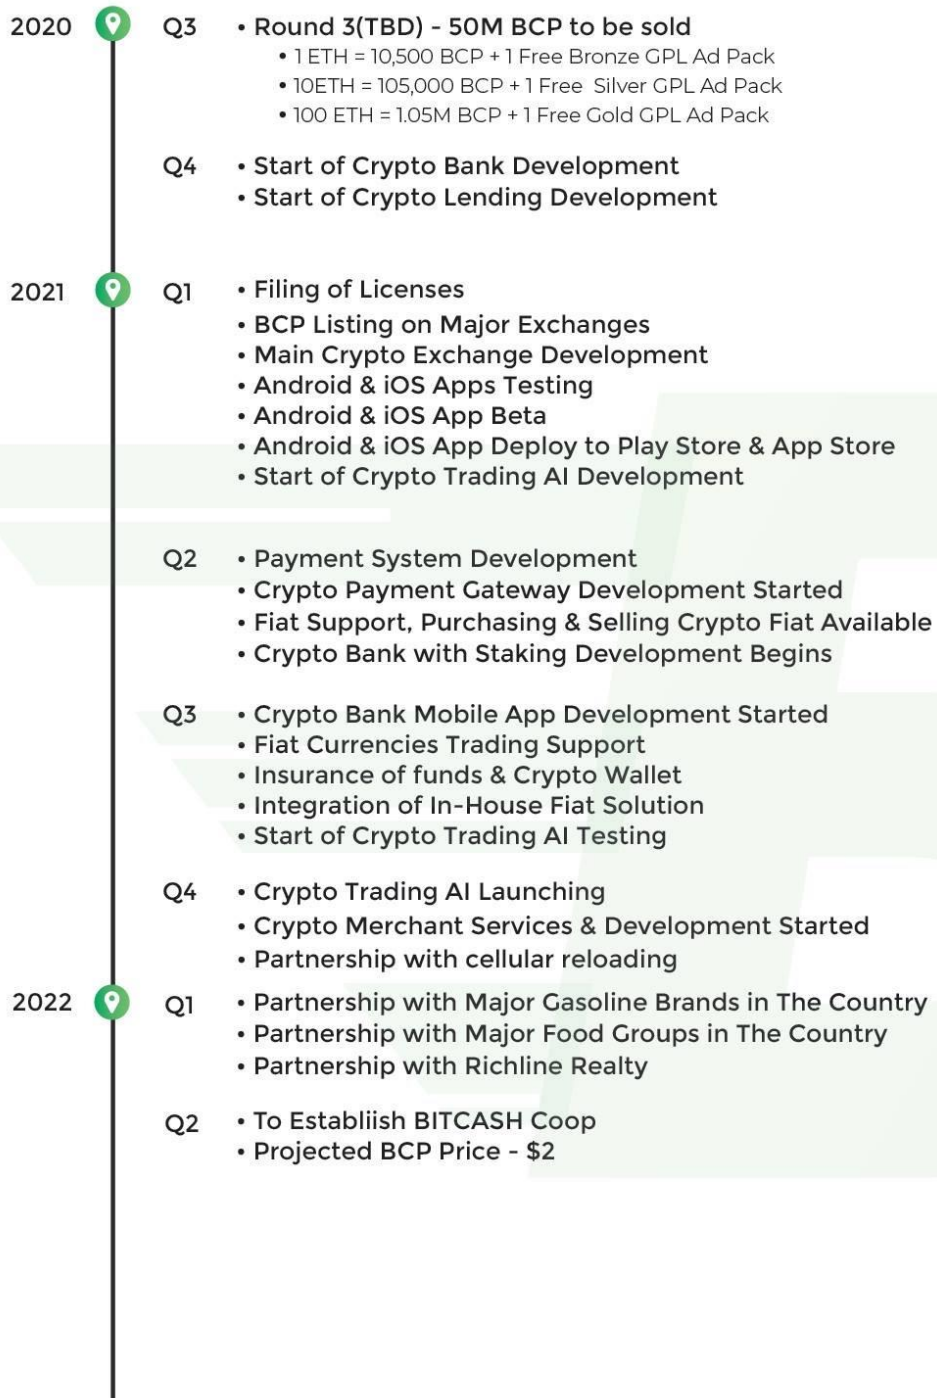 2020 Q3 • Round 3(TBD) - 50M BCP to be sold
• 1 ETH = 10,500 BCP + 1 Free Bronze GPL Ad Pack
• 10ETH = 105,000 BCP + 1 Free Silver GPL Ad Pack
• 100 ETH = 1.05M BCP + 1 Free Gold GPL Ad Pack
Q4 • Start of Crypto Bank Development
• Start of Crypto Lending Development
2021 Q1 • Filing of Licenses
• BCP Listing on Major Exchanges
• Main Crypto Exchange Development
• Android & iOS Apps Testing
• Android & iOS App Beta
• Android & iOS App Deploy to Play Store & App Store
• Start of Crypto Trading AI Development
Q2 • Payment System Development
• Crypto Payment Gateway Development Started
• Fiat Support, Purchasing & Selling Crypto Fiat Available
• Crypto Bank with Staking Development Begins
Q3 • Crypto Bank Mobile App Development Started
• Fiat Currencies Trading Support
• Insurance of funds & Crypto Wallet
• Integration of In-House Fiat Solution
• Start of Crypto Trading AI Testing
Q4 • Crypto Trading AI Launching
• Crypto Merchant Services & Development Started
• Partnership with cellular reloading
2022 Q1 • Partnership with Major Gasoline Brands in The Country
• Partnership with Major Food Groups in The Country
• Partnership with Richline Realty
Q2 • To Establiish BITCASH Coop
• Projected BCP Price - $2